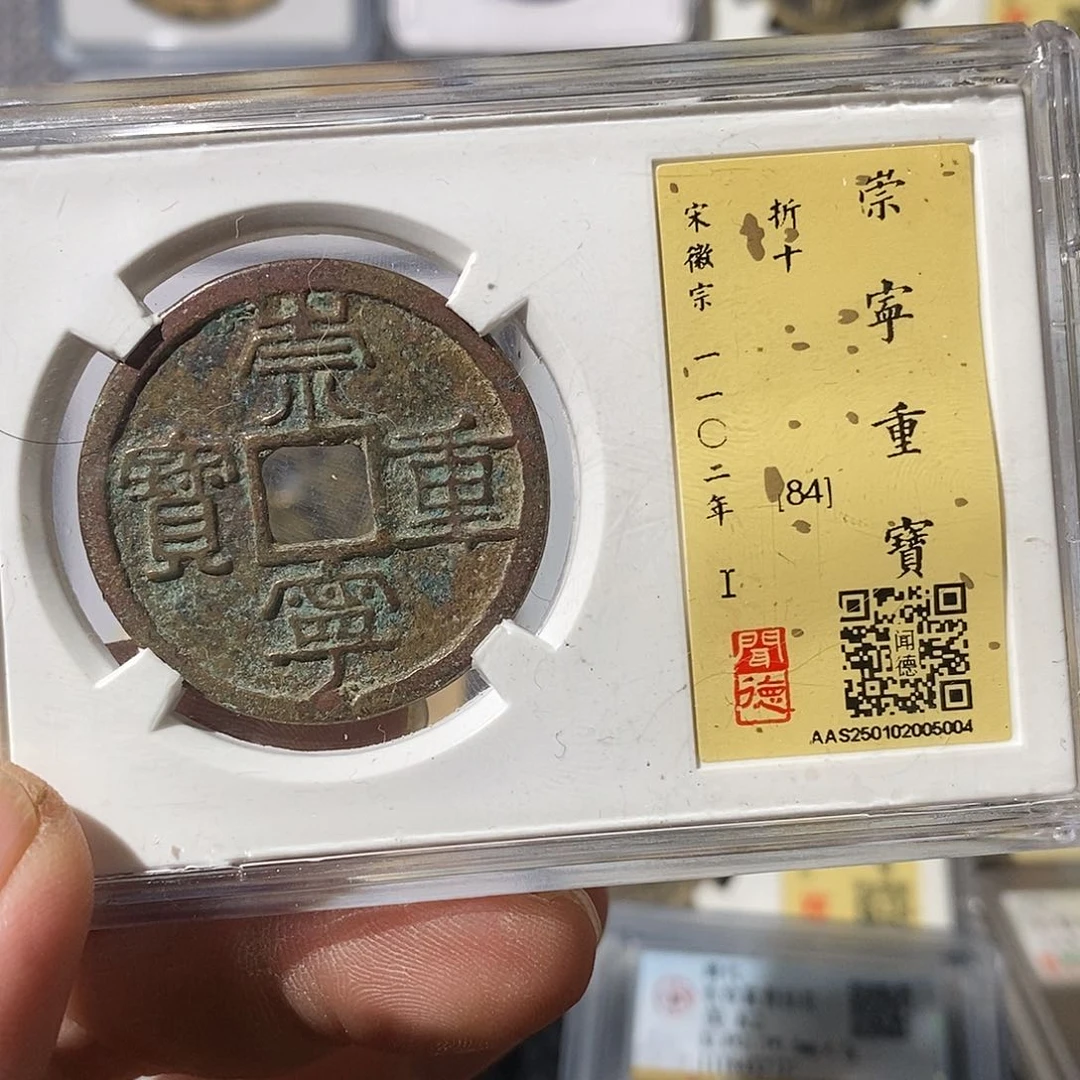 崇
重
寶
寧
崇寧重寶
折十
[84]
宋徽宗 一一〇二年 I
聞德
闻德
AAS250102005004